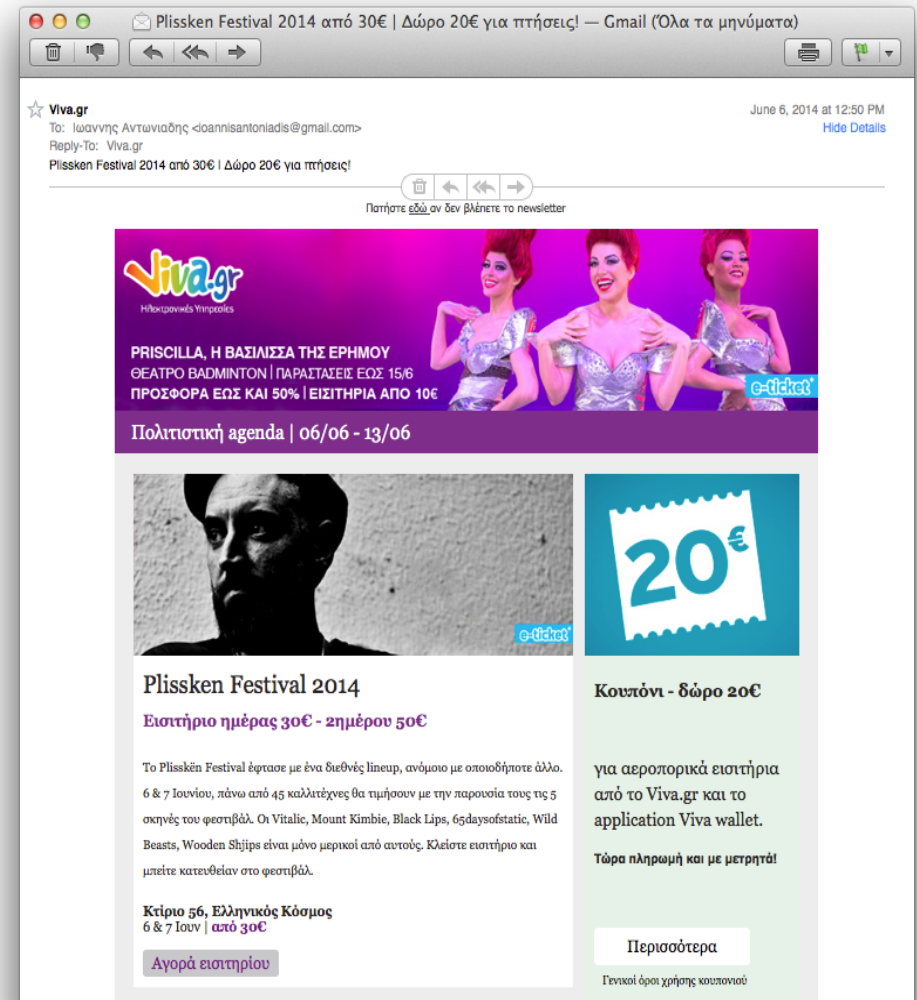 Plissken Festival 2014 από 30€ | Δώρο 20€ για πτήσεις! — Gmail (Όλα τα μηνύματα)
Viva.gr
June 6, 2014 at 12:50 PM
To: Ιωαννης Αντωνιαδης <ioannisantoniadis@gmail.com>
Hide Details
Reply-To: Viva.gr
Plissken Festival 2014 από 30€ | Δώρο 20€ για πτήσεις!
Πατήστε εδώ αν δεν βλέπετε το newsletter
Viva.gr
Ηλεκτρονικές Υπηρεσίες
PRISCILLA, Η ΒΑΣΙΛΙΣΣΑ ΤΗΣ ΕΡΗΜΟΥ
ΘΕΑΤΡΟ BADMINTON | ΠΑΡΑΣΤΑΣΕΙΣ ΕΩΣ 15/6
ΠΡΟΣΦΟΡΑ ΕΩΣ ΚΑΙ 50% | ΕΙΣΙΤΗΡΙΑ ΑΠΟ 10€
e-ticket
Πολιτιστική agenda | 06/06 - 13/06
e-ticket
Plissken Festival 2014
Εισιτήριο ημέρας 30€ - 2ημέρου 50€
Το Plisskën Festival έφτασε με ένα διεθνές lineup, ανόμοιο με οποιοδήποτε άλλο.
6 & 7 Ιουνίου, πάνω από 45 καλλιτέχνες θα τιμήσουν με την παρουσία τους τις 5
σκηνές του φεστιβάλ. Οι Vitalic, Mount Kimbie, Black Lips, 65daysofstatic, Wild
Beasts, Wooden Shjips είναι μόνο μερικοί από αυτούς. Κλείστε εισιτήριο και
μπείτε κατευθείαν στο φεστιβάλ.
Κτίριο 56, Ελληνικός Κόσμος
6 & 7 Ιουν | από 30€
Αγορά εισιτηρίου
20€
Κουπόνι - δώρο 20€
για αεροπορικά εισιτήρια
από το Viva.gr και το
application Viva wallet.
Τώρα πληρωμή και με μετρητά!
Περισσότερα
Γενικοί όροι χρήσης κουπονιού